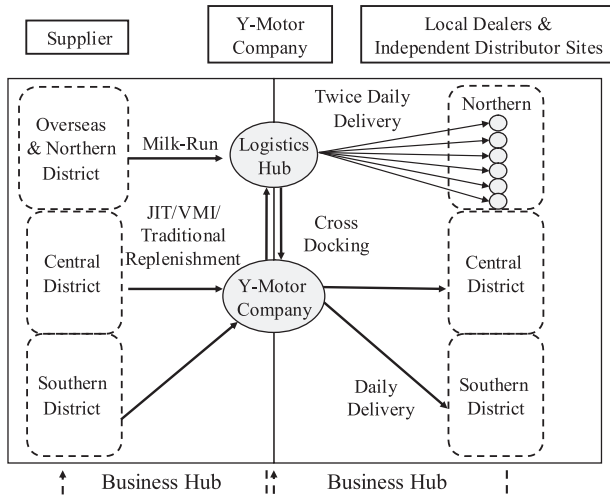 Supplier
Y-Motor
Company
Local Dealers &
Independent Distributor Sites
Overseas
& Northern
District
Milk-Run
Logistics
Hub
Twice Daily
Delivery
Northern
JIT/VMI/
Traditional
Replenishment
Cross
Docking
Central
District
Y-Motor
Company
Central
District
Southern
District
Daily
Delivery
Southern
District
Business Hub
Business Hub